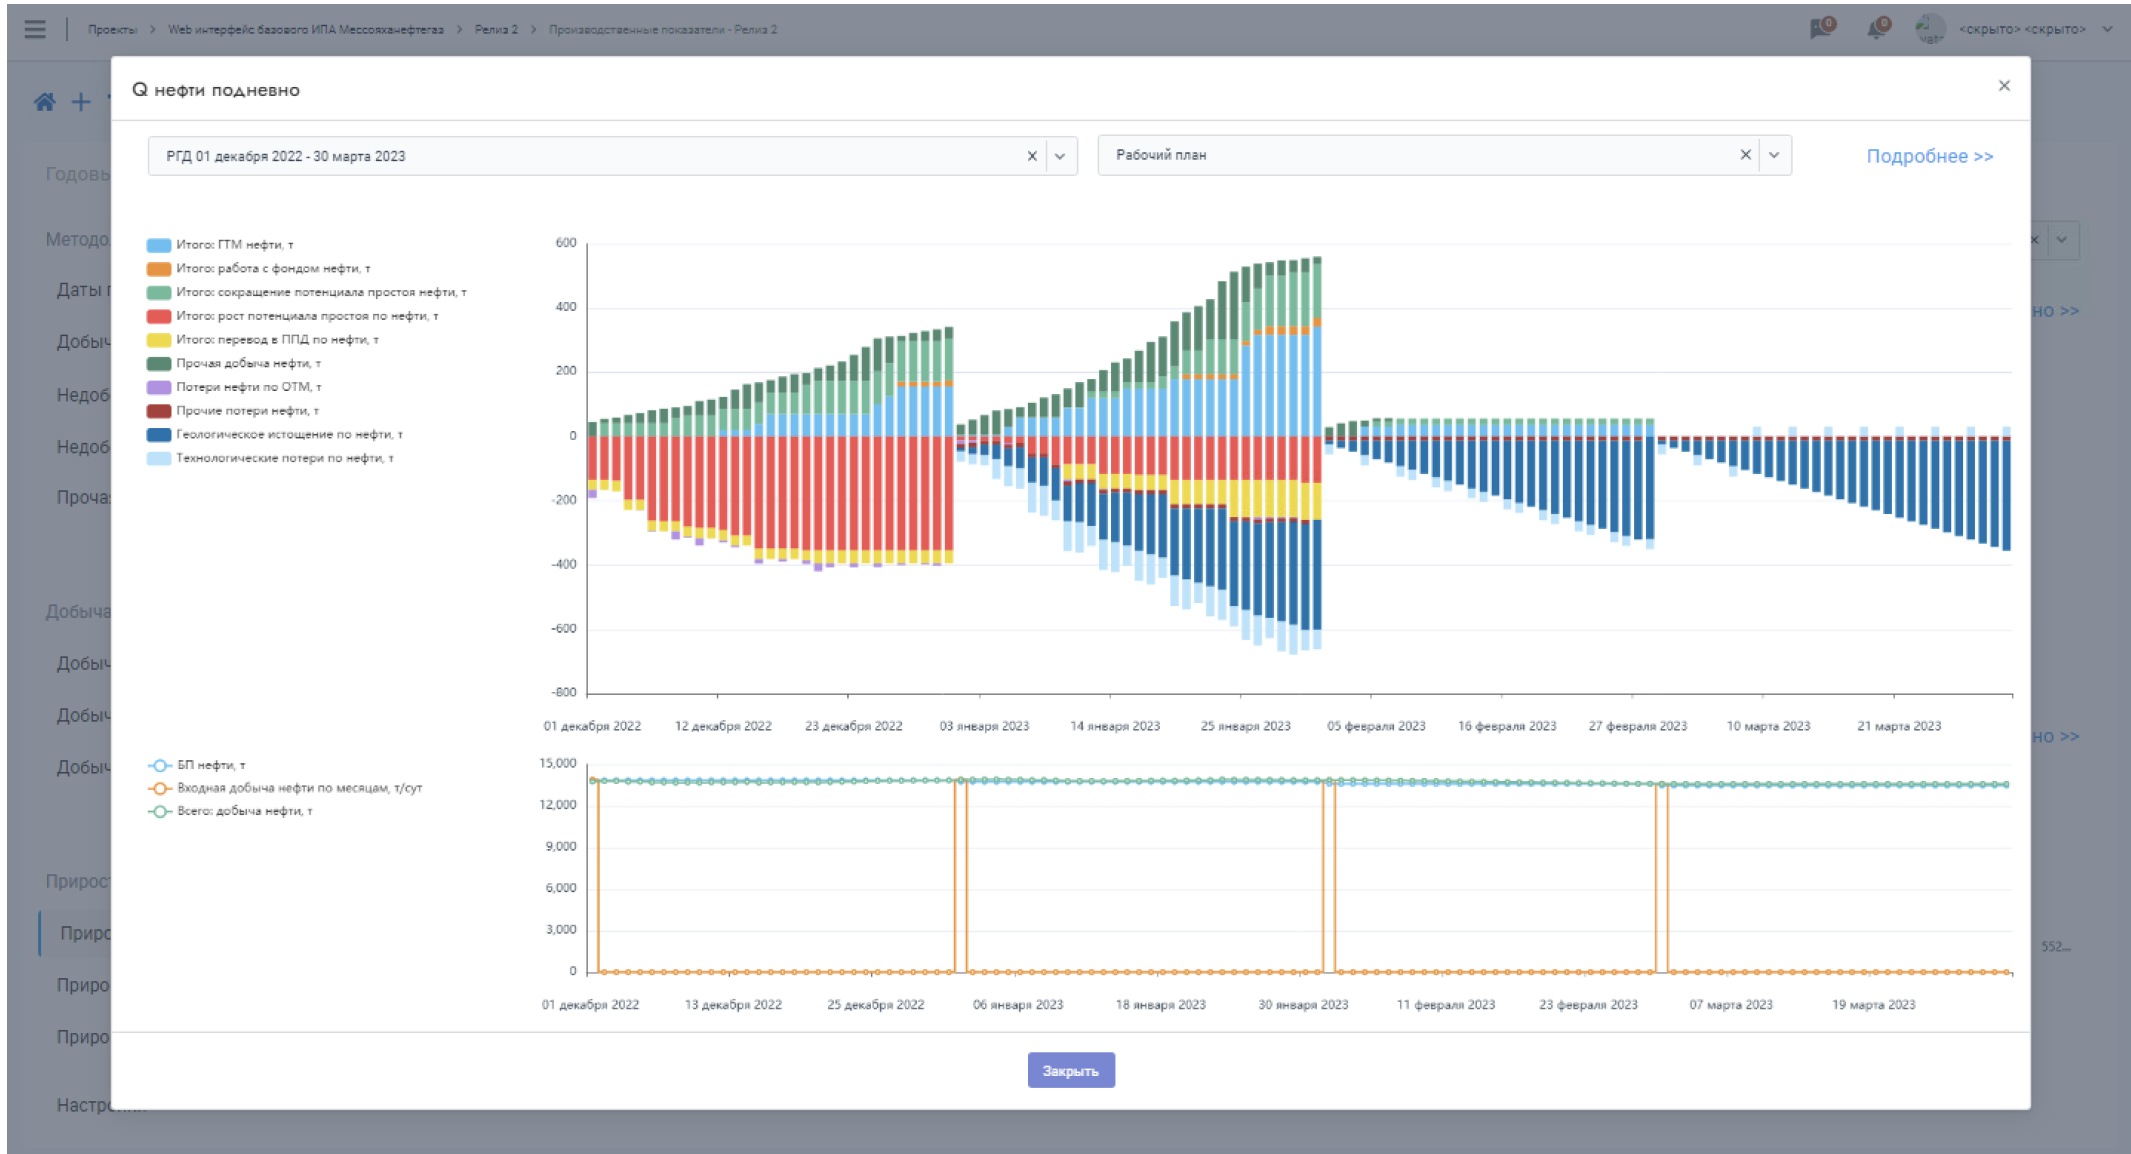 Проекты > Web интерфейс базового ИПА Мессояханефтегаз > Релиз 2 > Производственные показатели - Релиз 2
0
0
<скрыто> <скрыто>
Q нефти подневно
РГД 01 декабря 2022 - 30 марта 2023
Рабочий план
Подробнее >>
Итого: ГТМ нефти, т
Итого: работа с фондом нефти, т
Итого: сокращение потенциала простоя нефти, т
Итого: рост потенциала простоя по нефти, т
Итого: перевод в ППД по нефти, т
Прочая добыча нефти, т
Потери нефти по ОТМ, т
Прочие потери нефти, т
Геологическое истощение по нефти, т
Технологические потери по нефти, т
600
400
200
0
-200
-400
-600
-800
01 декабря 2022
12 декабря 2022
23 декабря 2022
03 января 2023
14 января 2023
25 января 2023
05 февраля 2023
16 февраля 2023
27 февраля 2023
10 марта 2023
21 марта 2023
БП нефти, т
Входная добыча нефти по месяцам, т/сут
Всего: добыча нефти, т
15,000
12,000
9,000
6,000
3,000
0
01 декабря 2022
13 декабря 2022
25 декабря 2022
06 января 2023
18 января 2023
30 января 2023
11 февраля 2023
23 февраля 2023
07 марта 2023
19 марта 2023
Закрыть
Годовы
Методо
Даты п
Добыч
Недоб
Недоб
Прочая
Добыча
Добыч
Добыч
Добыч
Прирос
Приро
Приро
Приро
но >>
но >>
552...